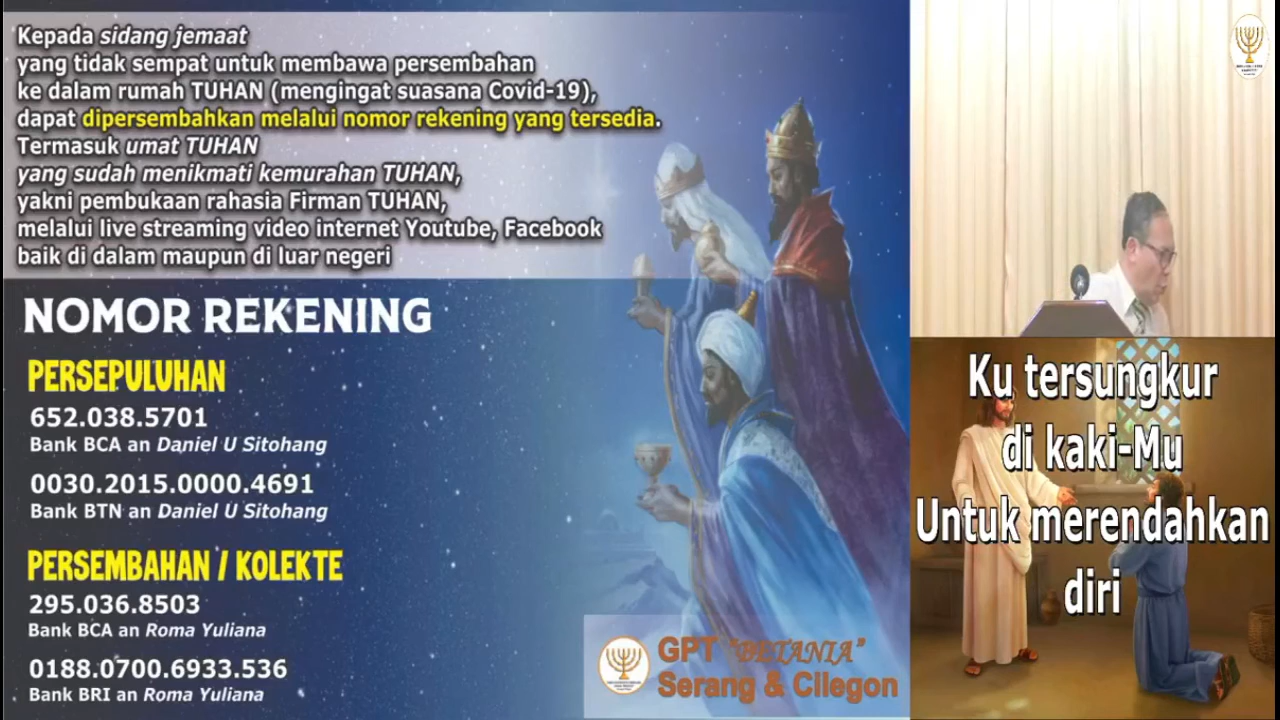 Kepada sidang jemaat
yang tidak sempat untuk membawa persembahan
ke dalam rumah TUHAN (mengingat suasana Covid-19),
dapat dipersembahkan melalui nomor rekening yang tersedia.
Termasuk umat TUHAN
yang sudah menikmati kemurahan TUHAN,
yakni pembukaan rahasia Firman TUHAN,
melalui live streaming video internet Youtube, Facebook
baik di dalam maupun di luar negeri
NOMOR REKENING
PERSEPULUHAN
652.038.5701
Bank BCA an Daniel U Sitohang
0030.2015.0000.4691
Bank BTN an Daniel U Sitohang
PERSEMBAHAN / KOLEKTE
295.036.8503
Bank BCA an Roma Yuliana
0188.0700.6933.536
Bank BRI an Roma Yuliana
GPT "BETANIA"
Serang & Cilegon
Ku tersungkur
di kaki-Mu
Untuk merendahkan
diri